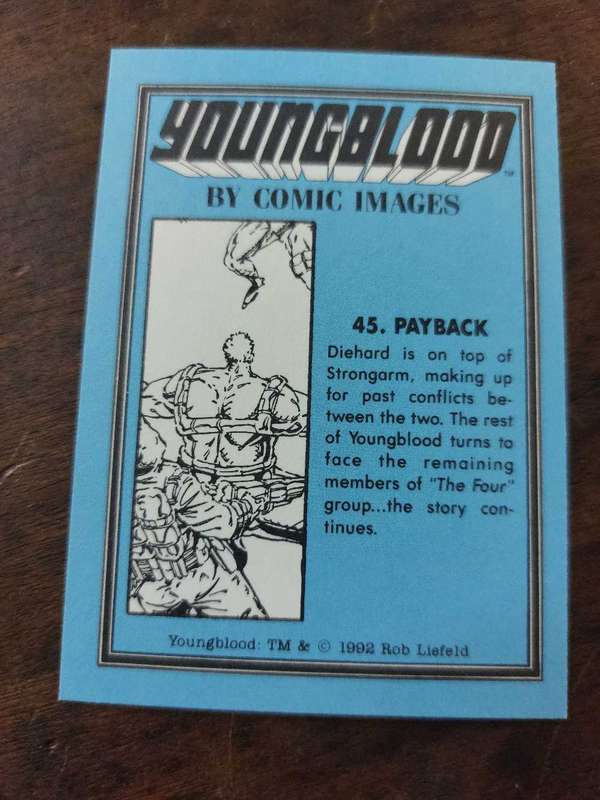 YOUNGBLOOD™
BY COMIC IMAGES
45. PAYBACK
Diehard is on top of
Strongarm, making up
for past conflicts be-
tween the two. The rest
of Youngblood turns to
face the remaining
members of "The Four"
group...the story con-
tinues.
Youngblood: TM & © 1992 Rob Liefeld